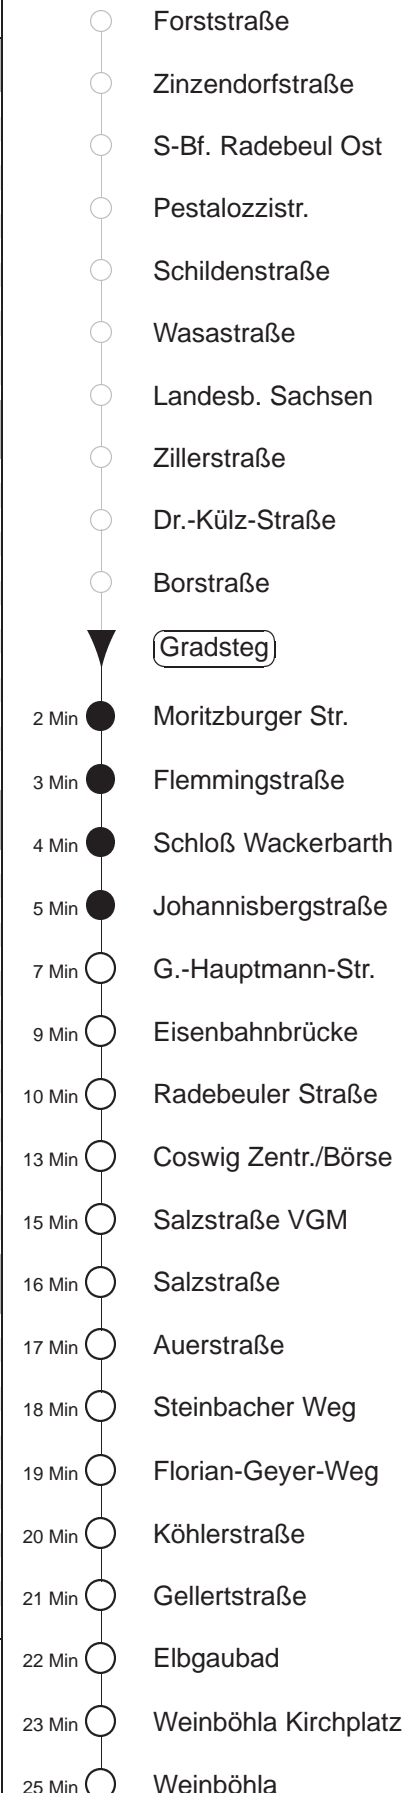 Forststraße
Zinzendorfstraße
S-Bf. Radebeul Ost
Pestalozzistr.
Schildenstraße
Wasastraße
Landesb. Sachsen
Zillerstraße
Dr.-Külz-Straße
Borstraße
Gradsteg
2 Min Moritzburger Str.
3 Min Flemmingstraße
4 Min Schloß Wackerbarth
5 Min Johannisbergstraße
7 Min G.-Hauptmann-Str.
9 Min Eisenbahnbrücke
10 Min Radebeuler Straße
13 Min Coswig Zentr./Börse
15 Min Salzstraße VGM
16 Min Salzstraße
17 Min Auerstraße
18 Min Steinbacher Weg
19 Min Florian-Geyer-Weg
20 Min Köhlerstraße
21 Min Gellertstraße
22 Min Elbgaubad
23 Min Weinböhla Kirchplatz
25 Min Weinböhla